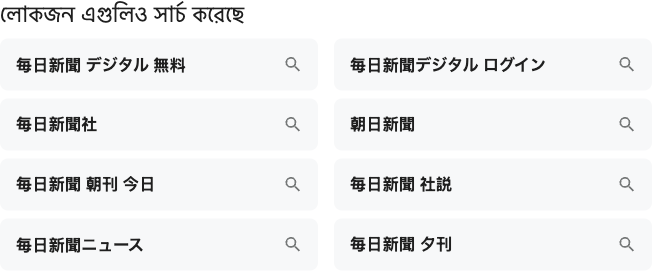 লোকজন এগুলিও সার্চ করেছে
毎日新聞 デジタル 無料
毎日新聞デジタル ログイン
毎日新聞社
朝日新聞
毎日新聞 朝刊 今日
毎日新聞 社説
毎日新聞ニュース
毎日新聞 夕刊